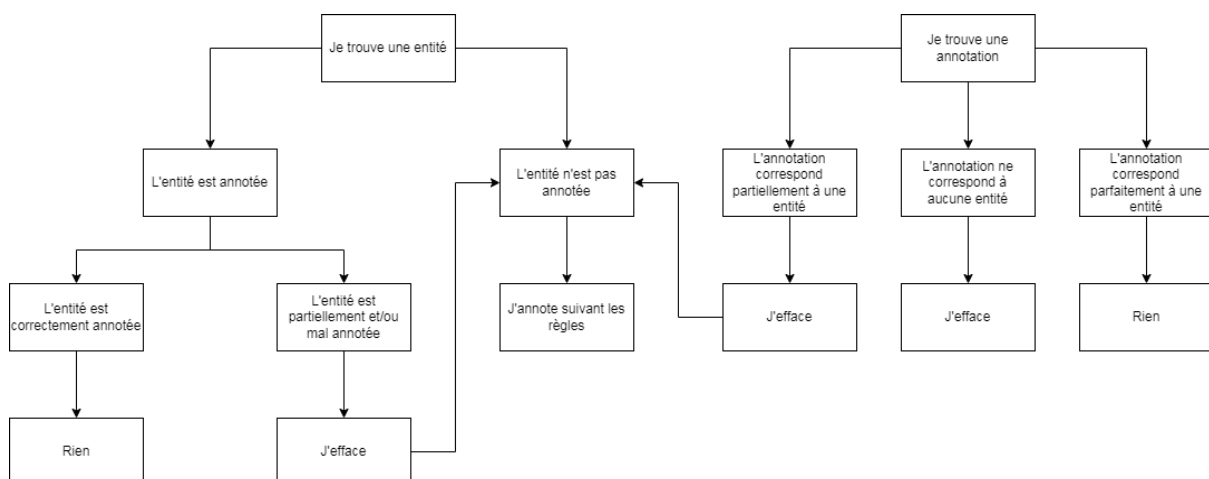 Je trouve une entité
Je trouve une
annotation
L'entité est annotée
L'entité n'est pas
annotée
L'annotation
correspond
partiellement à une
entité
L'annotation ne
correspond à
aucune entité
L'annotation
correspond
parfaitement à une
entité
L'entité est
correctement annotée
L'entité est
partiellement et/ou
mal annotée
J'annote suivant les
règles
J'efface
J'efface
Rien
Rien
J'efface